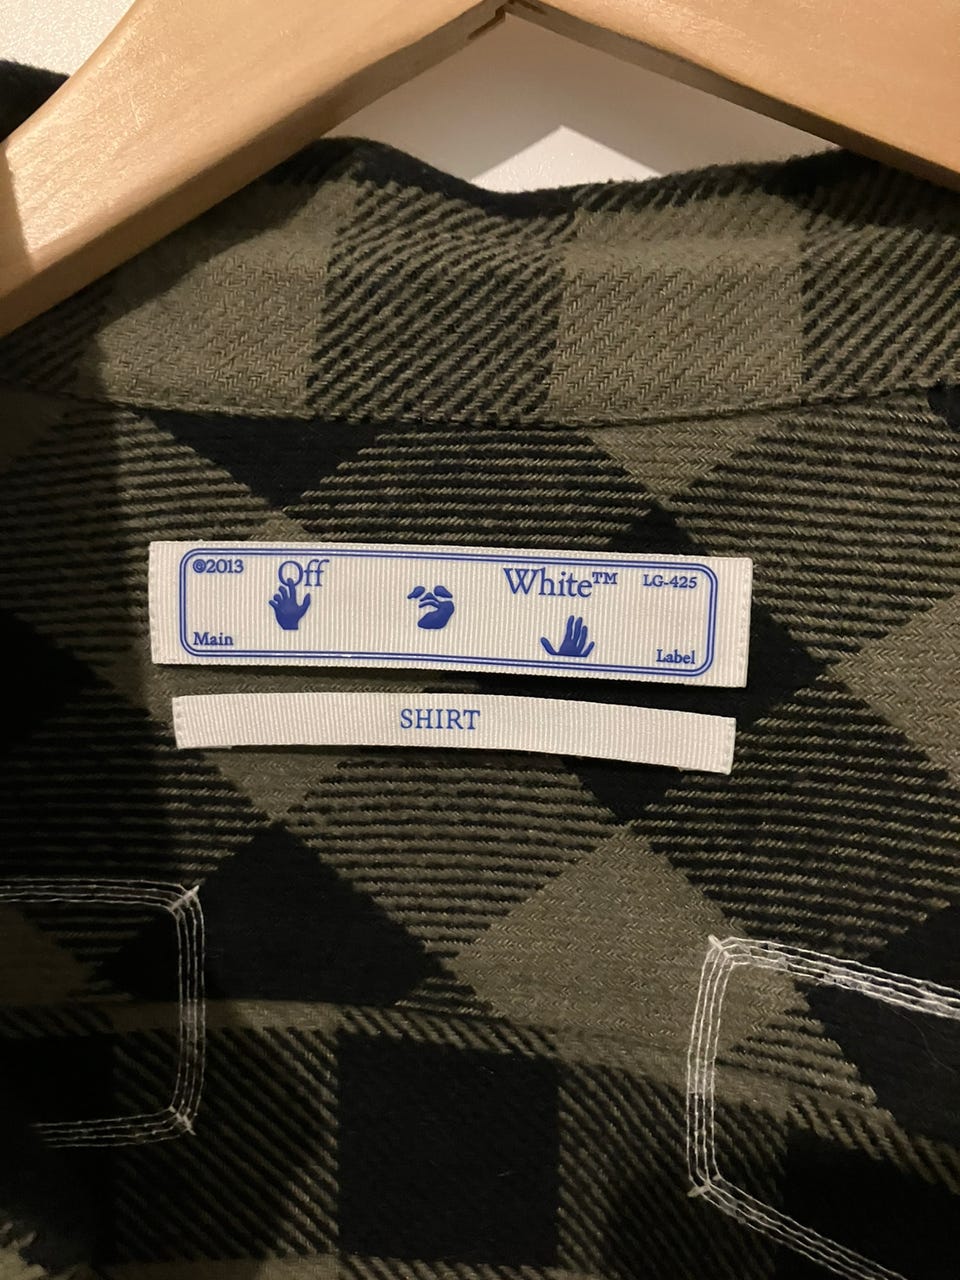 ©2013 Off White™ LG-425
Main Label
SHIRT